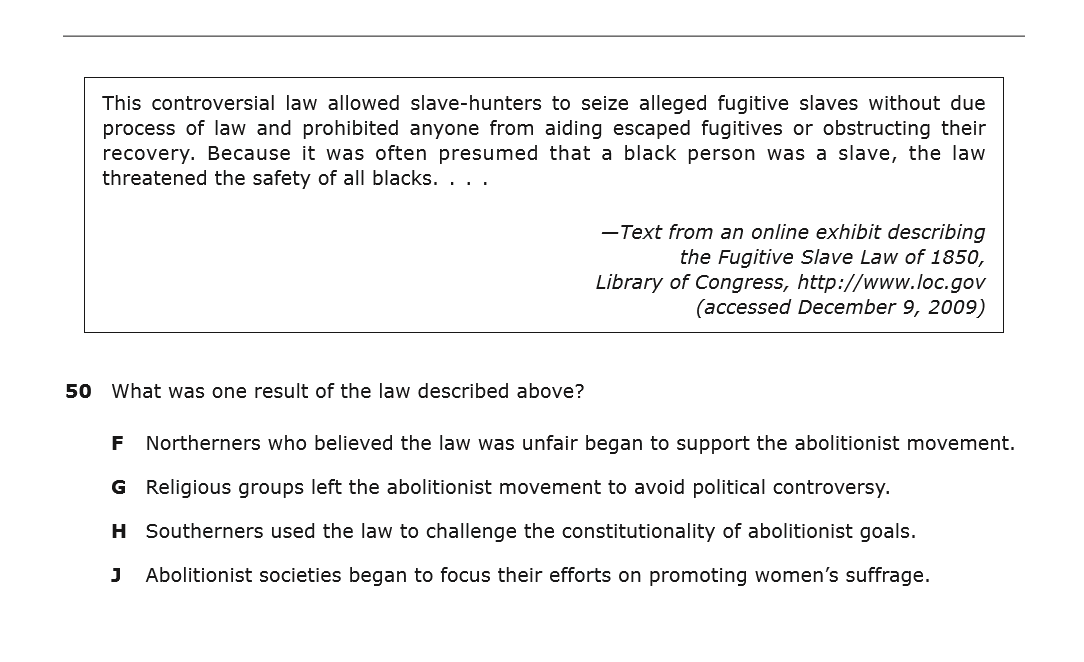 This controversial law allowed slave-hunters to seize alleged fugitive slaves without due
process of law and prohibited anyone from aiding escaped fugitives or obstructing their
recovery. Because it was often presumed that a black person was a slave, the law
threatened the safety of all blacks. . . .
—Text from an online exhibit describing
the Fugitive Slave Law of 1850,
Library of Congress, http://www.loc.gov
(accessed December 9, 2009)
50 What was one result of the law described above?
F Northerners who believed the law was unfair began to support the abolitionist movement.
G Religious groups left the abolitionist movement to avoid political controversy.
H Southerners used the law to challenge the constitutionality of abolitionist goals.
J Abolitionist societies began to focus their efforts on promoting women’s suffrage.